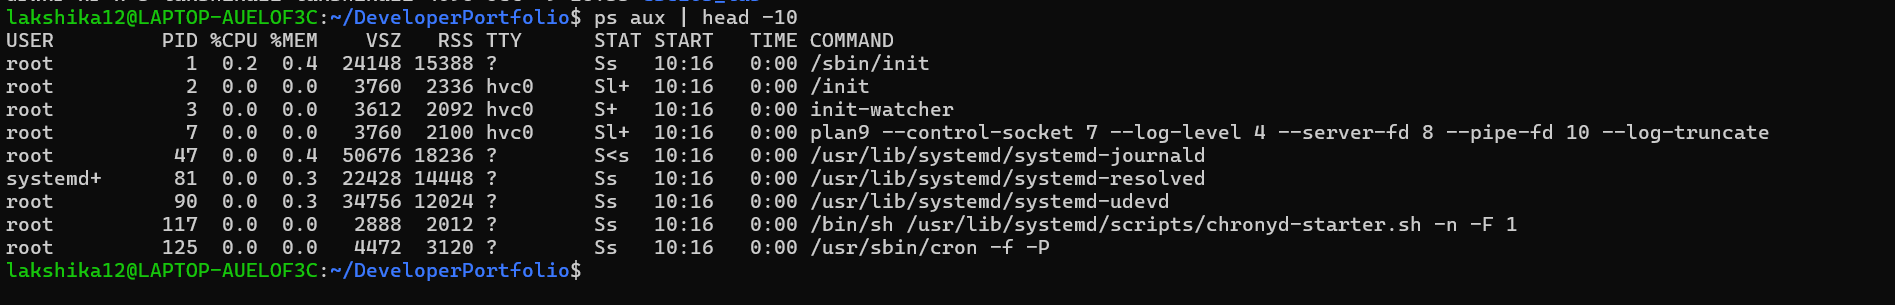 lakshika12@LAPTOP-AUELOF3C:~/DeveloperPortfolio$ ps aux | head -10
USER         PID %CPU %MEM    VSZ   RSS TTY      STAT START   TIME COMMAND
root           1  0.2  0.4  24148 15388 ?        Ss   10:16   0:00 /sbin/init
root           2  0.0  0.0   3760  2336 hvc0     Sl+  10:16   0:00 /init
root           3  0.0  0.0   3612  2092 hvc0     S+   10:16   0:00 init-watcher
root           7  0.0  0.0   3760  2100 hvc0     Sl+  10:16   0:00 plan9 --control-socket 7 --log-level 4 --server-fd 8 --pipe-fd 10 --log-truncate
root          47  0.0  0.4  50676 18236 ?        S<s  10:16   0:00 /usr/lib/systemd/systemd-journald
systemd+      81  0.0  0.3  22428 14448 ?        Ss   10:16   0:00 /usr/lib/systemd/systemd-resolved
root          90  0.0  0.3  34756 12024 ?        Ss   10:16   0:00 /usr/lib/systemd/systemd-udevd
root         117  0.0  0.0   2888  2012 ?        Ss   10:16   0:00 /bin/sh /usr/lib/systemd/scripts/chronyd-starter.sh -n -F 1
root         125  0.0  0.0   4472  3120 ?        Ss   10:16   0:00 /usr/sbin/cron -f -P
lakshika12@LAPTOP-AUELOF3C:~/DeveloperPortfolio$